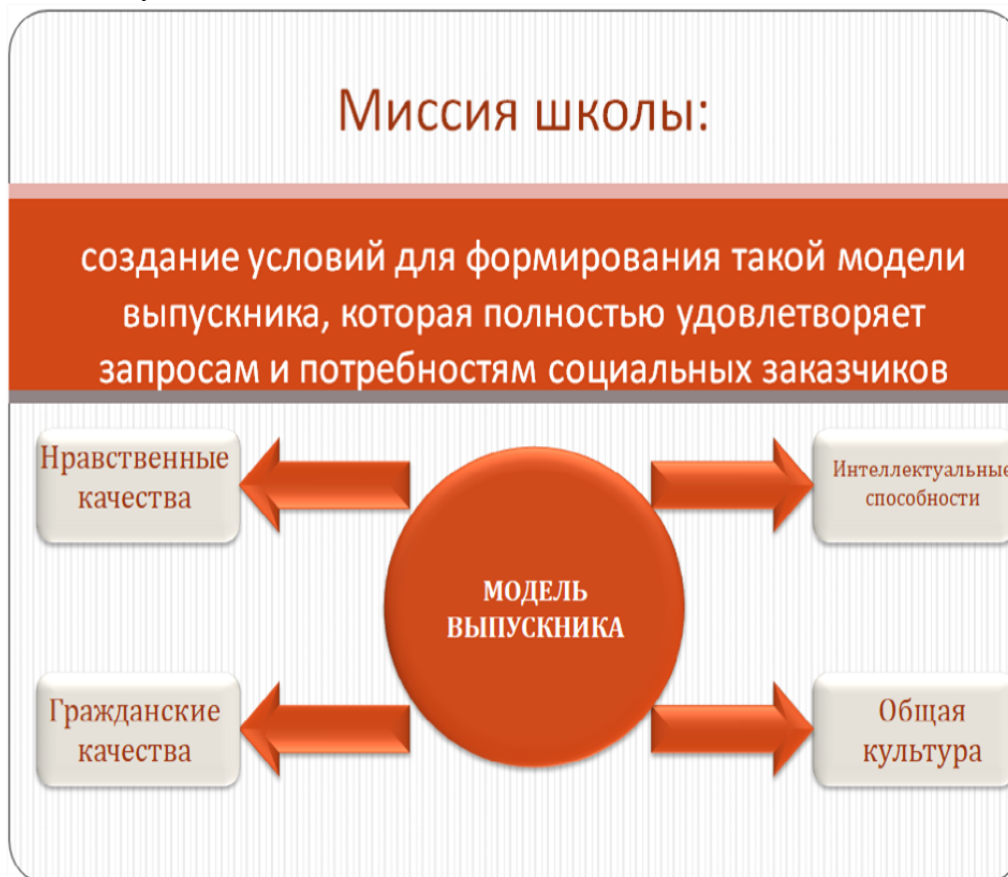 Миссия школы:
создание условий для формирования такой модели
выпускника, которая полностью удовлетворяет
запросам и потребностям социальных заказчиков
Нравственные
качества
Интеллектуальные
способности
МОДЕЛЬ
ВЫПУСКНИКА
Гражданские
качества
Общая
культура